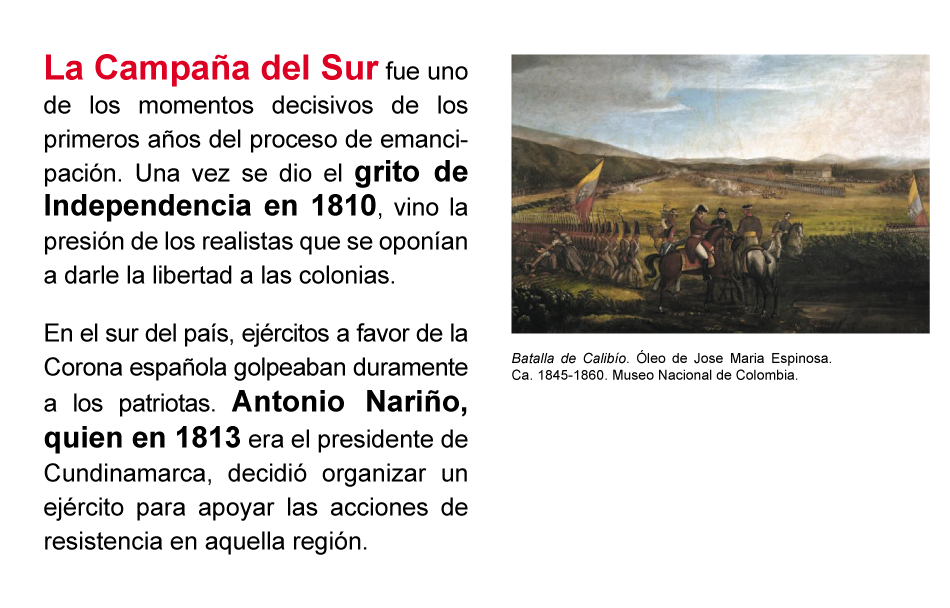 La Campaña del Sur fue uno
de los momentos decisivos de los
primeros años del proceso de emanci-
pación. Una vez se dio el grito de
Independencia en 1810, vino la
presión de los realistas que se oponían
a darle la libertad a las colonias.
En el sur del país, ejércitos a favor de la
Corona española golpeaban duramente
a los patriotas. Antonio Nariño,
quien en 1813 era el presidente de
Cundinamarca, decidió organizar un
ejército para apoyar las acciones de
resistencia en aquella región.
Batalla de Calibío. Óleo de Jose Maria Espinosa.
Ca. 1845-1860. Museo Nacional de Colombia.